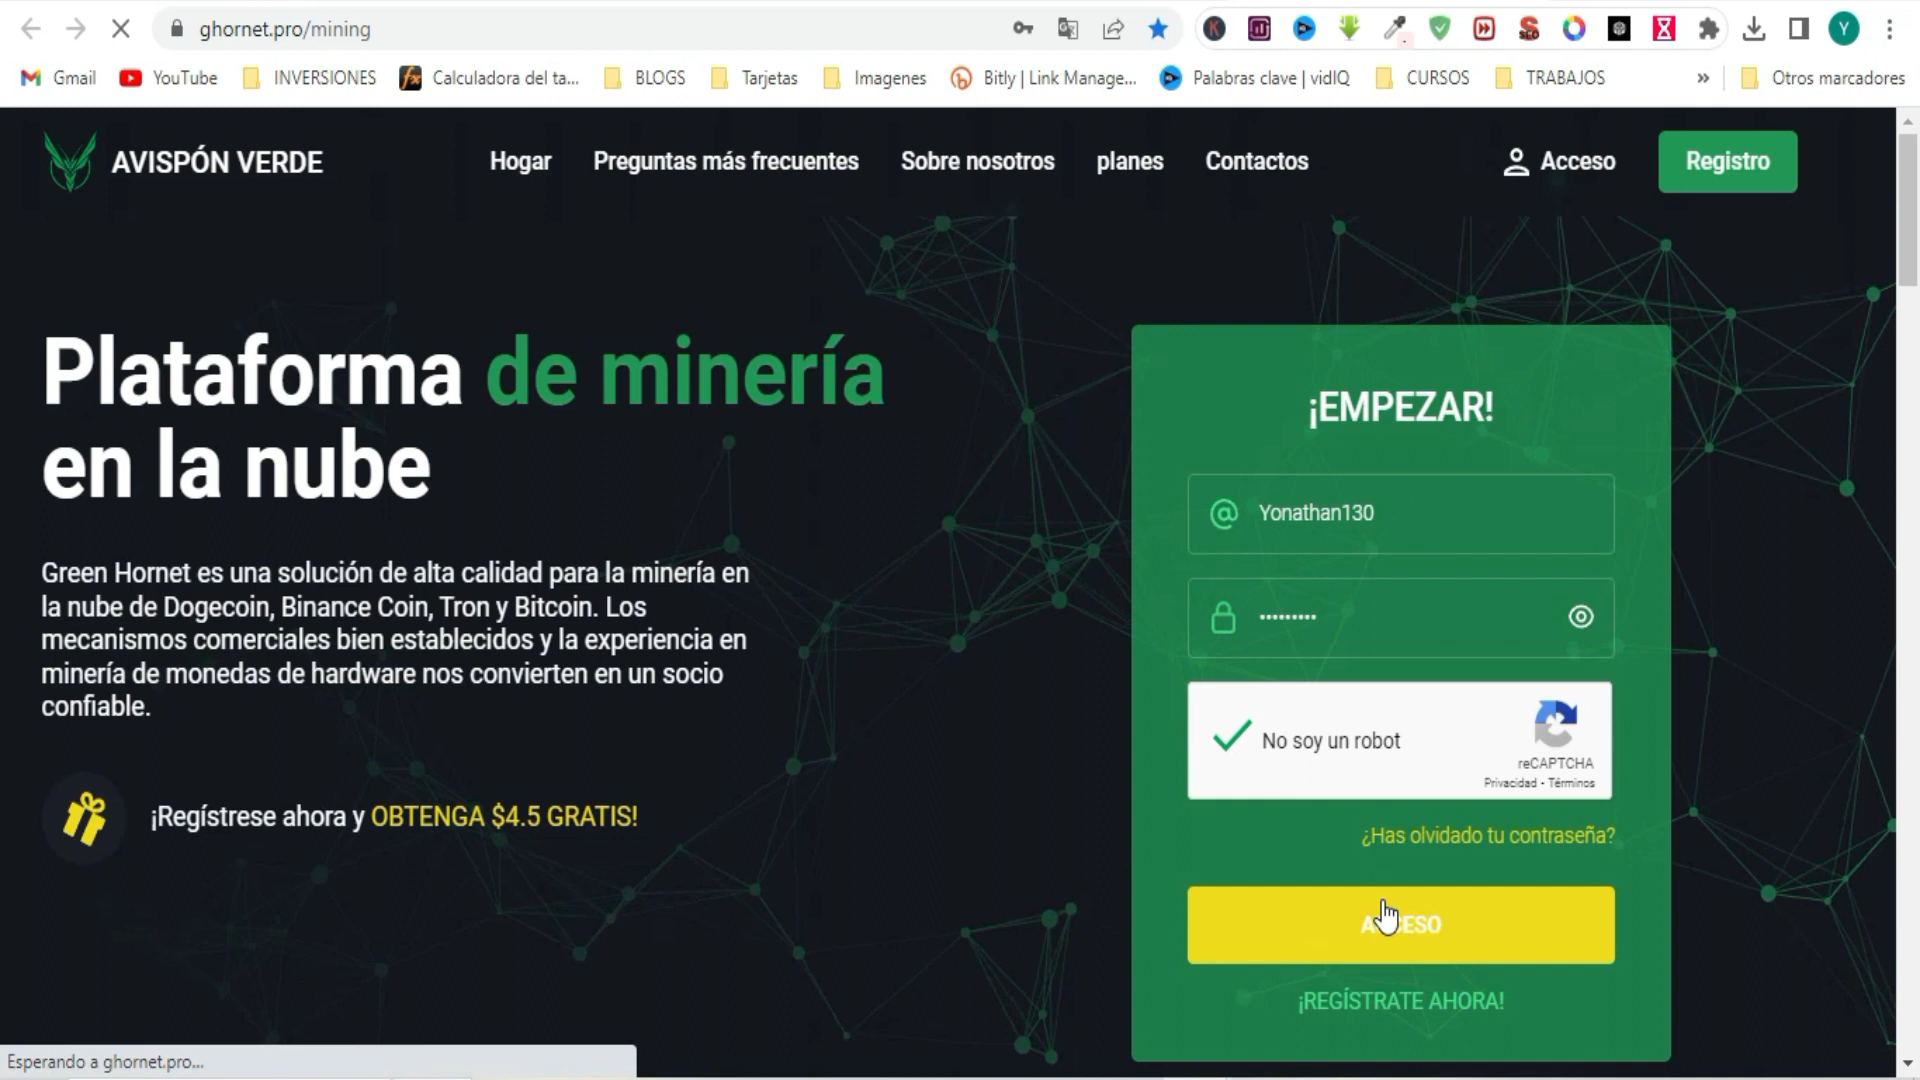 ghornet.pro/mining
Gmail YouTube INVERSIONES Calculadora del ta... BLOGS Tarjetas Imagenes Bitly | Link Manage... Palabras clave | vidIQ CURSOS TRABAJOS » Otros marcadores
AVISPÓN VERDE Hogar Preguntas más frecuentes Sobre nosotros planes Contactos Acceso Registro
Plataforma de minería
en la nube
Green Hornet es una solución de alta calidad para la minería en
la nube de Dogecoin, Binance Coin, Tron y Bitcoin. Los
mecanismos comerciales bien establecidos y la experiencia en
minería de monedas de hardware nos convierten en un socio
confiable.
¡Regístrese ahora y OBTENGA $4.5 GRATIS!
¡EMPEZAR!
Yonathan130
No soy un robot
reCAPTCHA
Privacidad - Términos
¿Has olvidado tu contraseña?
ACCESO
¡REGÍSTRATE AHORA!
Esperando a ghornet.pro...